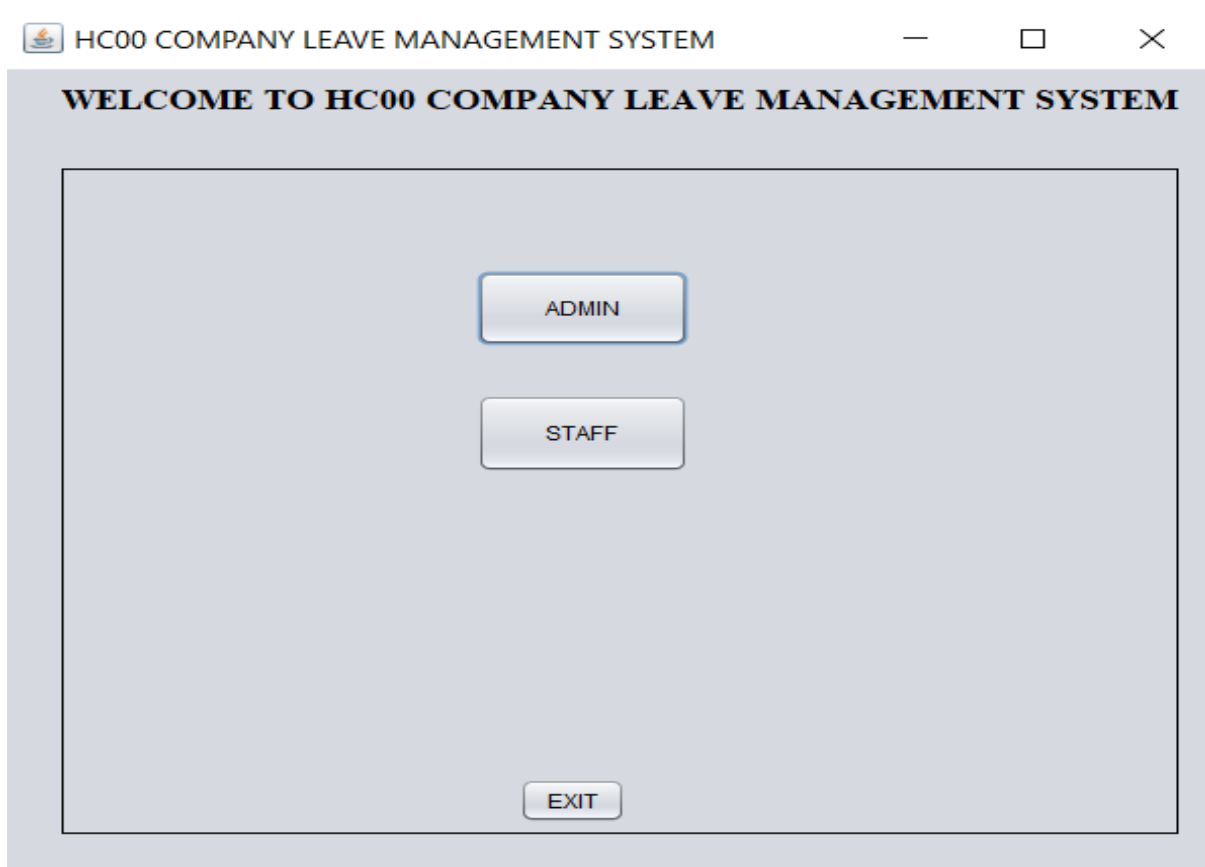 HC00 COMPANY LEAVE MANAGEMENT SYSTEM
WELCOME TO HC00 COMPANY LEAVE MANAGEMENT SYSTEM
ADMIN
STAFF
EXIT